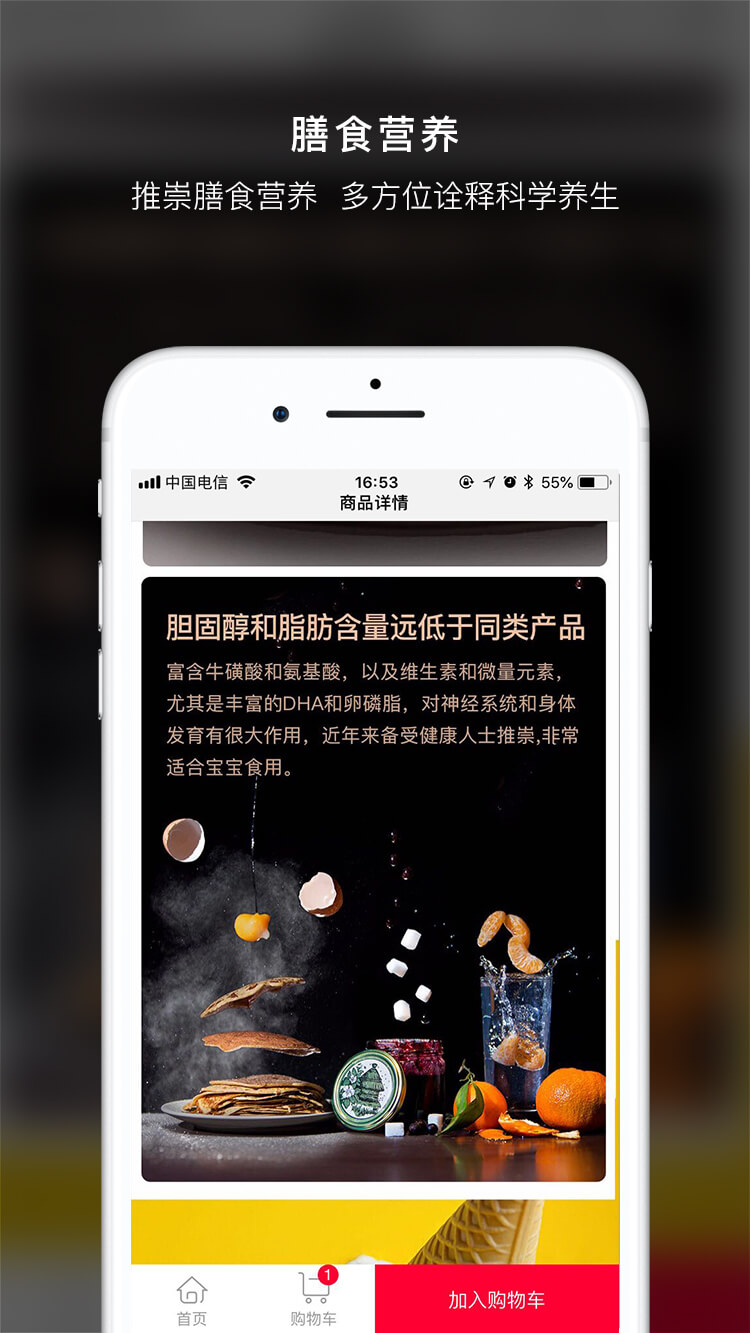 膳食营养
推崇膳食营养 多方位诠释科学养生
中国电信 16:53 55%
商品详情
胆固醇和脂肪含量远低于同类产品
富含牛磺酸和氨基酸，以及维生素和微量元素，
尤其是丰富的DHA和卵磷脂，对神经系统和身体
发育有很大作用，近年来备受健康人士推崇,非常
适合宝宝食用。
1
首页 购物车 加入购物车